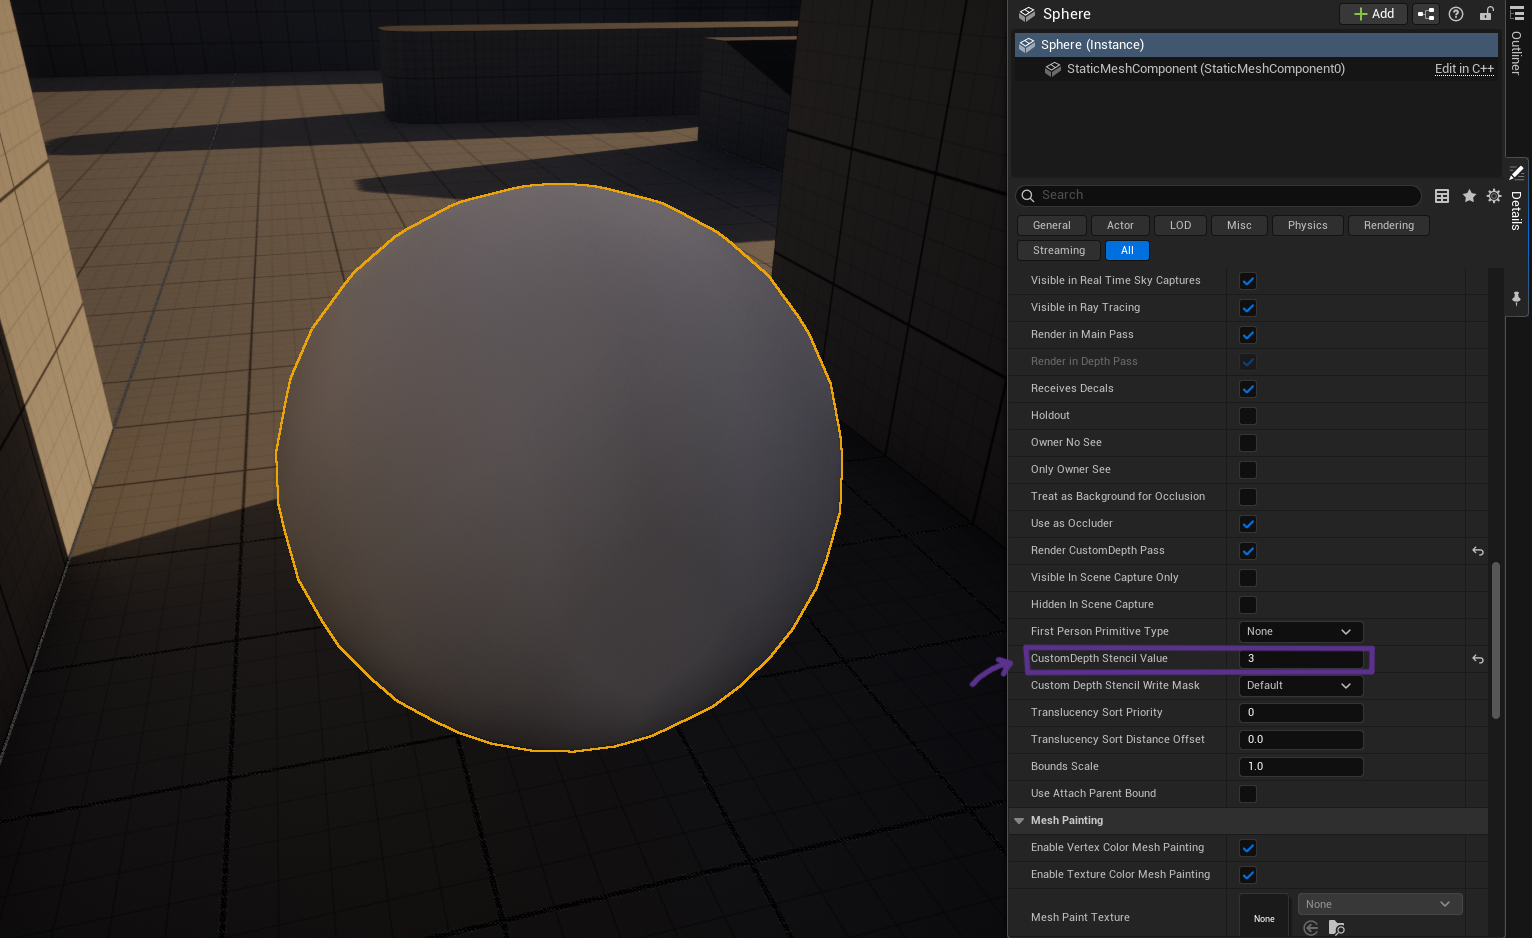 Sphere
Add
Outliner
Sphere (Instance)
StaticMeshComponent (StaticMeshComponent0) Edit in C++
Search
Details
General Actor LOD Misc Physics Rendering
Streaming All
Visible in Real Time Sky Captures
Visible in Ray Tracing
Render in Main Pass
Render in Depth Pass
Receives Decals
Holdout
Owner No See
Only Owner See
Treat as Background for Occlusion
Use as Occluder
Render CustomDepth Pass
Visible In Scene Capture Only
Hidden In Scene Capture
First Person Primitive Type None
CustomDepth Stencil Value 3
Custom Depth Stencil Write Mask Default
Translucency Sort Priority 0
Translucency Sort Distance Offset 0.0
Bounds Scale 1.0
Use Attach Parent Bound
Mesh Painting
Enable Vertex Color Mesh Painting
Enable Texture Color Mesh Painting
None
Mesh Paint Texture None